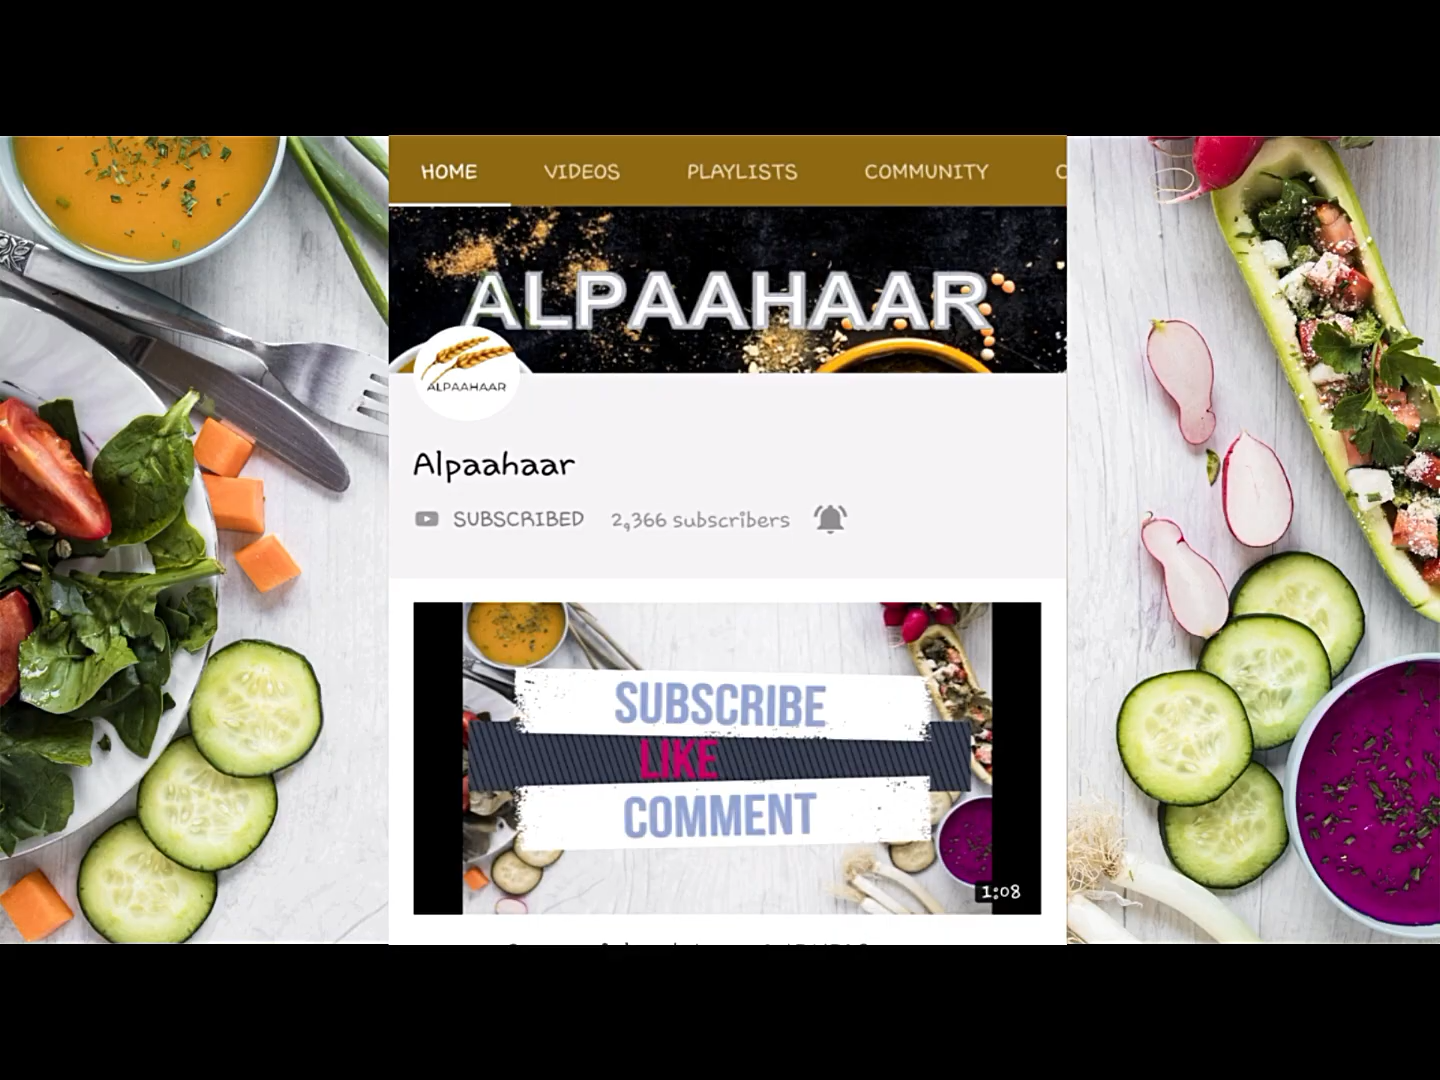 HOME VIDEOS PLAYLISTS COMMUNITY
ALPAAHAAR
ALPAAHAAR
Alpaahaar
SUBSCRIBED 2,366 subscribers
SUBSCRIBE
LIKE
COMMENT
1:08